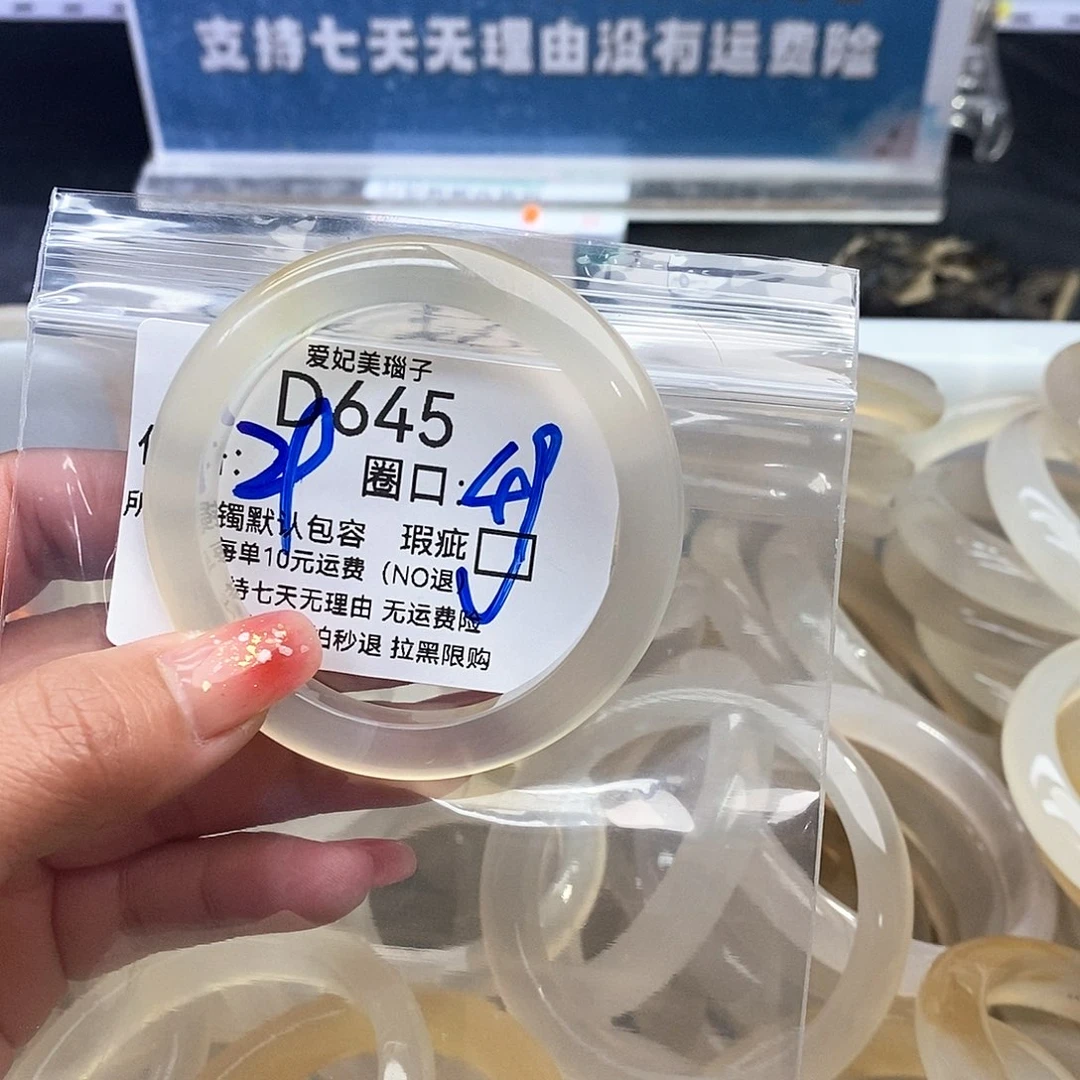 支持七天无理由没有运费险
爱妃美瑙子
D645
圈口:49
镯默认包容 瑕疵
每单10元运费 (NO退)
持七天无理由 无运费险
拍秒退 拉黑限购